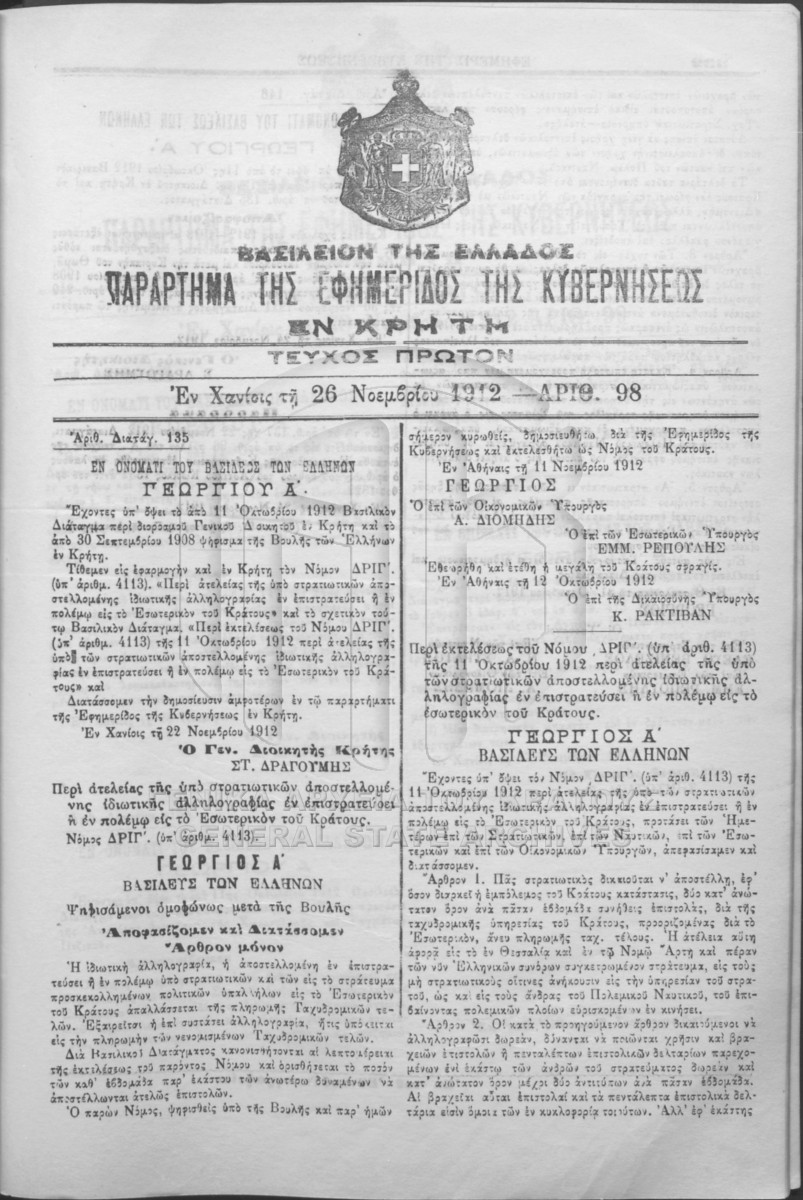 ΒΑΣΙΛΕΙΟΝ ΤΗΣ ΕΛΛΑΔΟΣ
ΠΑΡΑΡΤΗΜΑ ΤΗΣ ΕΦΗΜΕΡΙΔΟΣ ΤΗΣ ΚΥΒΕΡΝΗΣΕΩΣ
ΕΝ ΚΡΗΤΗ
ΤΕΥΧΟΣ ΠΡΩΤΟΝ
Ἐν Χανίοις τῇ 26 Νοεμβρίου 1912 — ΑΡΙΘ. 98
Ἀριθ. Διατάγ. 135
ΕΝ ΟΝΟΜΑΤΙ ΤΟΥ ΒΑΣΙΛΕΩΣ ΤΩΝ ΕΛΛΗΝΩΝ
ΓΕΩΡΓΙΟΥ Α΄.
Ἔχοντες ὑπ' ὄψει τὸ ἀπὸ 11 Ὀκτωβρίου 1912 Βασιλικὸν
Διάταγμα περὶ διορισμοῦ Γενικοῦ Διοικητοῦ ἐν Κρήτῃ καὶ τὸ
ἀπὸ 30 Σεπτεμβρίου 1908 ψήφισμα τῆς Βουλῆς τῶν Ἑλλήνων
ἐν Κρήτῃ.
Τίθεμεν εἰς ἐφαρμογὴν καὶ ἐν Κρήτῃ τὸν Νόμον ΔΡΙΓ΄.
(ὑπ' ἀριθμ. 4113). «Περὶ ἀτελείας τῆς ὑπὸ στρατιωτικῶν ἀπο-
στελλομένης ἰδιωτικῆς ἀλληλογραφίας ἐν ἐπιστρατεύσει ἢ ἐν
πολέμῳ εἰς τὸ Ἐσωτερικὸν τοῦ Κράτους» καὶ τὸ σχετικὸν τού-
τῳ Βασιλικὸν Διάταγμα. «Περὶ ἐκτελέσεως τοῦ Νόμου ΔΡΙΓ΄.
(ὑπ' ἀριθμ. 4113) τῆς 11 Ὀκτωβρίου 1912 περὶ ἀτελείας τῆς
ὑπὸ τῶν στρατιωτικῶν ἀποστελλομένης ἰδιωτικῆς ἀλληλογρα-
φίας ἐν ἐπιστρατεύσει ἢ ἐν πολέμῳ εἰς τὸ Ἐσωτερικὸν τοῦ Κρά-
τους» καὶ
Διατάσσομεν τὴν δημοσίευσιν ἀμφοτέρων ἐν τῷ παραρτήματι
τῆς Ἐφημερίδος τῆς Κυβερνήσεως ἐν Κρήτῃ.
Ἐν Χανίοις τῇ 22 Νοεμβρίου 1912
Ὁ Γεν. Διοικητὴς Κρήτης
ΣΤ. ΔΡΑΓΟΥΜΗΣ
Περὶ ἀτελείας τῆς ὑπὸ στρατιωτικῶν ἀποστελλομέ-
νης ἰδιωτικῆς ἀλληλογραφίας ἐν ἐπιστρατεύσει
ἢ ἐν πολέμῳ εἰς τὸ Ἐσωτερικὸν τοῦ Κράτους.
Νόμος ΔΡΙΓ΄. (ὑπ' ἀριθμ. 4113)
ΓΕΩΡΓΙΟΣ Α΄
ΒΑΣΙΛΕΥΣ ΤΩΝ ΕΛΛΗΝΩΝ
Ψηφισάμενοι ὁμοφώνως μετὰ τῆς Βουλῆς
Ἀποφασίζομεν καὶ Διατάσσομεν
Ἄρθρον μόνον
Ἡ ἰδιωτικὴ ἀλληλογραφία, ἡ ἀποστελλομένη ἐν ἐπιστρα-
τεύσει ἢ ἐν πολέμῳ ὑπὸ στρατιωτικῶν καὶ τῶν εἰς τὸ στράτευμα
προσκεκολλημένων πολιτικῶν ὑπαλλήλων εἰς τὸ Ἐσωτερικὸν
τοῦ Κράτους ἀπαλλάσσεται τῆς πληρωμῆς Ταχυδρομικῶν τε-
λῶν. Ἐξαιρεῖται ἡ ἐπὶ συστάσει ἀλληλογραφία, ἥτις ὑπόκειται
εἰς τὴν πληρωμὴν τῶν νενομισμένων Ταχυδρομικῶν τελῶν.
Διὰ Βασιλικοῦ Διατάγματος κανονισθήσονται αἱ λεπτομέρειαι
τῆς ἐκτελέσεως τοῦ παρόντος Νόμου καὶ ὁρισθήσεται τὸ ποσὸν
τῶν καθ' ἑβδομάδα παρ' ἑκάστου τῶν ἀνωτέρω δυναμένων νὰ
ἀποστέλλωνται ἀτελῶς ἐπιστολῶν.
Ὁ παρὼν Νόμος, ψηφισθεὶς ὑπὸ τῆς Βουλῆς καὶ παρ' ἡμῶν
σήμερον κυρωθείς, δημοσιευθήτω διὰ τῆς Ἐφημερίδος τῆς
Κυβερνήσεως καὶ ἐκτελεσθήτω ὡς Νόμος τοῦ Κράτους.
Ἐν Ἀθήναις τῇ 11 Νοεμβρίου 1912
ΓΕΩΡΓΙΟΣ
Ὁ ἐπὶ τῶν Οἰκονομικῶν Ὑπουργὸς
Α. ΔΙΟΜΗΔΗΣ
Ὁ ἐπὶ τῶν Ἐσωτερικῶν Ὑπουργὸς
ΕΜΜ. ΡΕΠΟΥΛΗΣ
Ἐθεωρήθη καὶ ἐτέθη ἡ μεγάλη τοῦ Κράτους σφραγίς.
Ἐν Ἀθήναις τῇ 12 Ὀκτωβρίου 1912
Ὁ ἐπὶ τῆς Δικαιοσύνης Ὑπουργὸς
Κ. ΡΑΚΤΙΒΑΝ
Περὶ ἐκτελέσεως τοῦ Νόμου ΔΡΙΓ΄. (ὑπ' ἀριθ. 4113)
τῆς 11 Ὀκτωβρίου 1912 περὶ ἀτελείας τῆς ὑπὸ
τῶν στρατιωτικῶν ἀποστελλομένης ἰδιωτικῆς ἀλ-
ληλογραφίας ἐν ἐπιστρατεύσει ἢ ἐν πολέμῳ εἰς τὸ
ἐσωτερικὸν τοῦ Κράτους.
ΓΕΩΡΓΙΟΣ Α΄
ΒΑΣΙΛΕΥΣ ΤΩΝ ΕΛΛΗΝΩΝ
Ἔχοντες ὑπ' ὄψει τὸν Νόμον ΔΡΙΓ΄. (ὑπ' ἀριθ. 4113) τῆς
11 Ὀκτωβρίου 1912 περὶ ἀτελείας τῆς ὑπὸ τῶν στρατιωτικῶν
ἀποστελλομένης ἰδιωτικῆς ἀλληλογραφίας ἐν ἐπιστρατεύσει ἢ ἐν
πολέμῳ εἰς τὸ Ἐσωτερικὸν τοῦ Κράτους, προτάσει τῶν Ἡμε-
τέρων ἐπὶ τῶν Στρατιωτικῶν, ἐπὶ τῶν Ναυτικῶν, ἐπὶ τῶν Ἐσω-
τερικῶν καὶ ἐπὶ τῶν Οἰκονομικῶν Ὑπουργῶν, ἀπεφασίσαμεν καὶ
διατάσσομεν.
Ἄρθρον 1. Πᾶς στρατιωτικὸς δικαιοῦται ν' ἀποστέλλῃ, ἐφ'
ὅσον διαρκεῖ ἡ ἐμπόλεμος τοῦ Κράτους κατάστασις, δύο κατ' ἀνώ-
τατον ὅρον ἀνὰ πᾶσαν ἑβδομάδα συνήθεις ἐπιστολάς, διὰ τῆς
ταχυδρομικῆς ὑπηρεσίας τοῦ Κράτους, προοριζομένας διὰ τὸ
Ἐσωτερικόν, ἄνευ πληρωμῆς ταχ. τέλους. Ἡ ἀτέλεια αὕτη
ἀφορᾷ εἰς τὸ ἐν Θεσσαλίᾳ καὶ ἐν τῷ Νομῷ Ἄρτης καὶ πέραν
τῶν νῦν Ἑλληνικῶν συνόρων συγκεντρωμένον στράτευμα, εἰς τοὺς
μὴ στρατιωτικοὺς οἵτινες ἀνήκουσιν εἰς τὴν ὑπηρεσίαν τοῦ στρα-
τοῦ, ὡς καὶ εἰς τοὺς ἄνδρας τοῦ Πολεμικοῦ Ναυτικοῦ, τοῦ ἐπι-
βαίνοντας πολεμικῶν πλοίων εὑρισκομένων ἐν κινήσει.
Ἄρθρον 2. Οἱ κατὰ τὸ προηγούμενον ἄρθρον δικαιούμενοι νὰ
ἀλληλογραφῶσι δωρεάν, δύνανται νὰ ποιῶνται χρῆσιν καὶ βρα-
χειῶν ἐπιστολῶν ἢ πενταλέπτων ἐπιστολικῶν δελταρίων παρεχο-
μένων ἑνὶ ἑκάστῳ τῶν ἀνδρῶν τοῦ στρατεύματος δωρεὰν καὶ
κατ' ἀνώτατον ὅρον μέχρι δύο ἀντιτύπων ἀνὰ πᾶσαν ἑβδομάδα.
Αἱ βραχεῖαι αὗται ἐπιστολαὶ καὶ τὰ πεντάλεπτα ἐπιστολικὰ δελ-
τάρια εἰσὶν ὅμοια τῶν ἐν κυκλοφορίᾳ τοιούτων. Ἀλλ' ἐφ' ἑκάστης